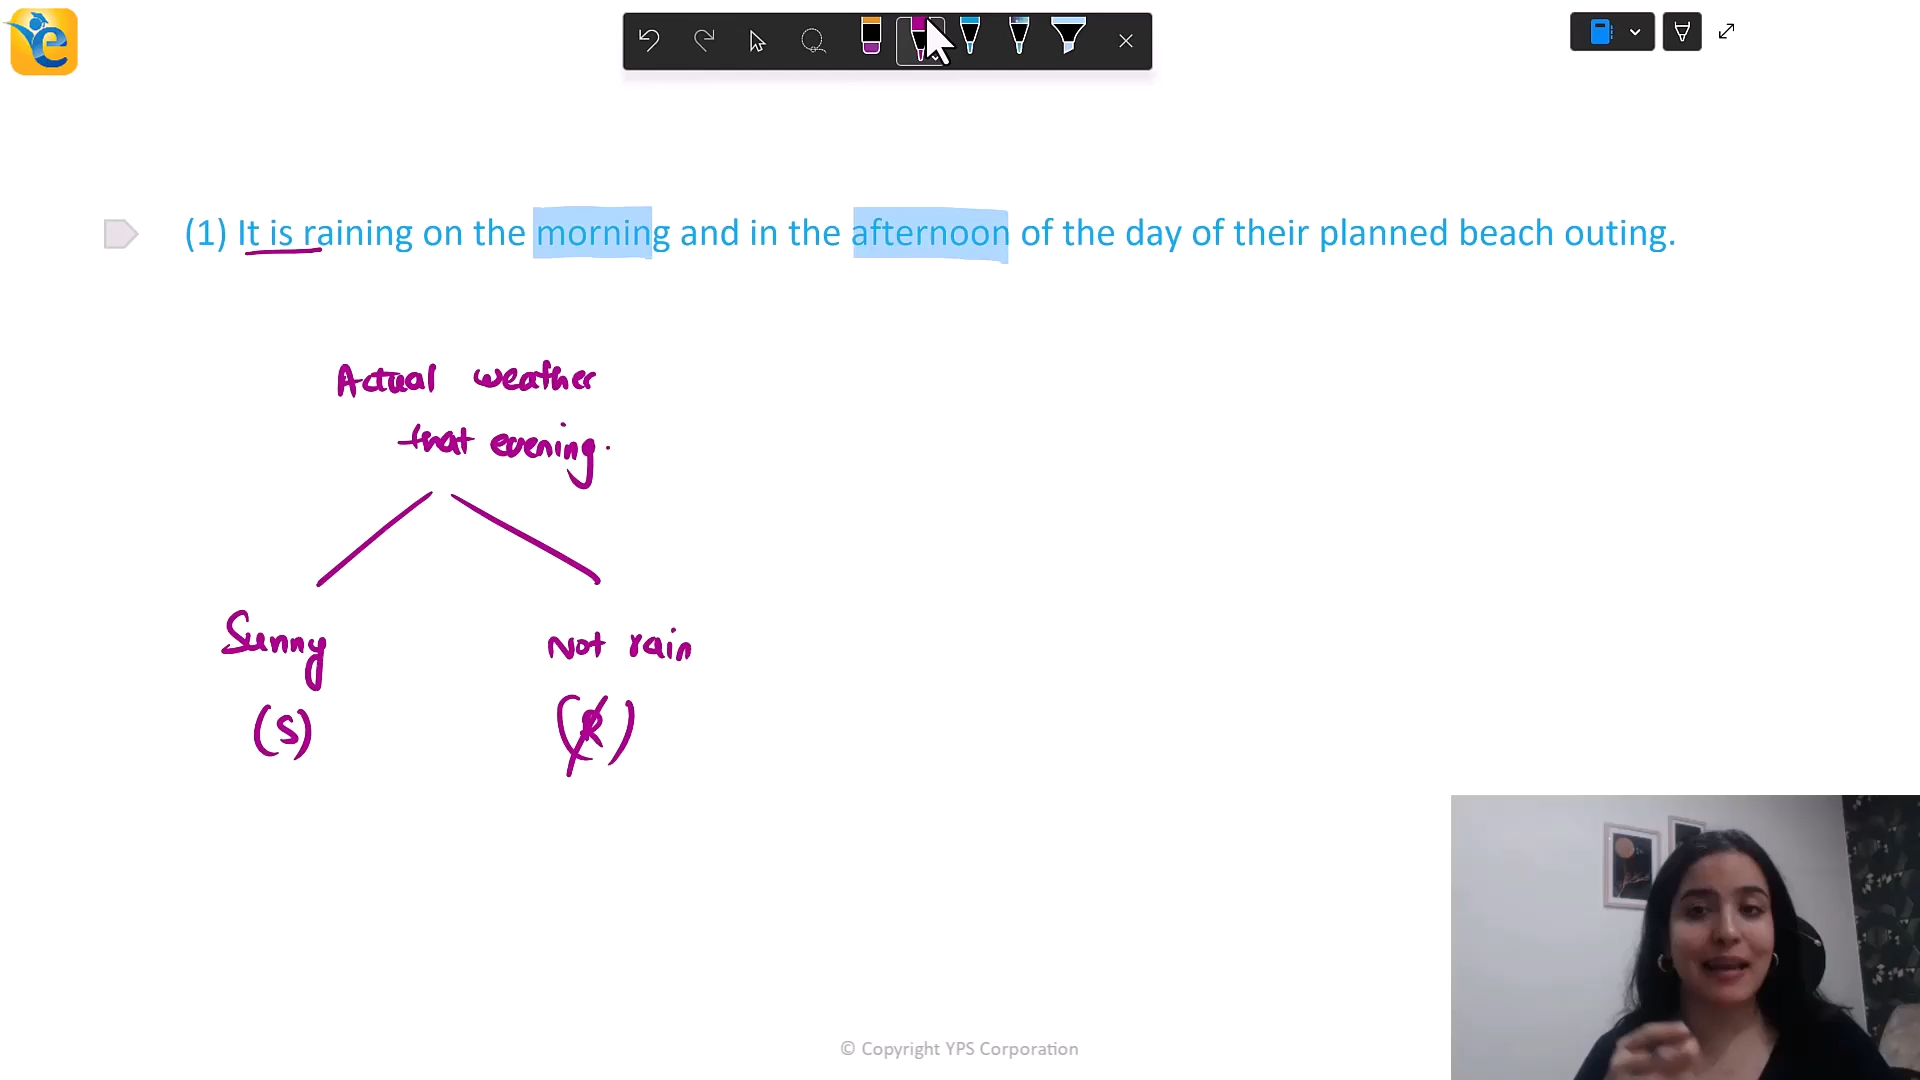 (1) It is raining on the morning and in the afternoon of the day of their planned beach outing.
Actual weather
that evening.
Sunny
Not rain
(S)
(R)
© Copyright YPS Corporation